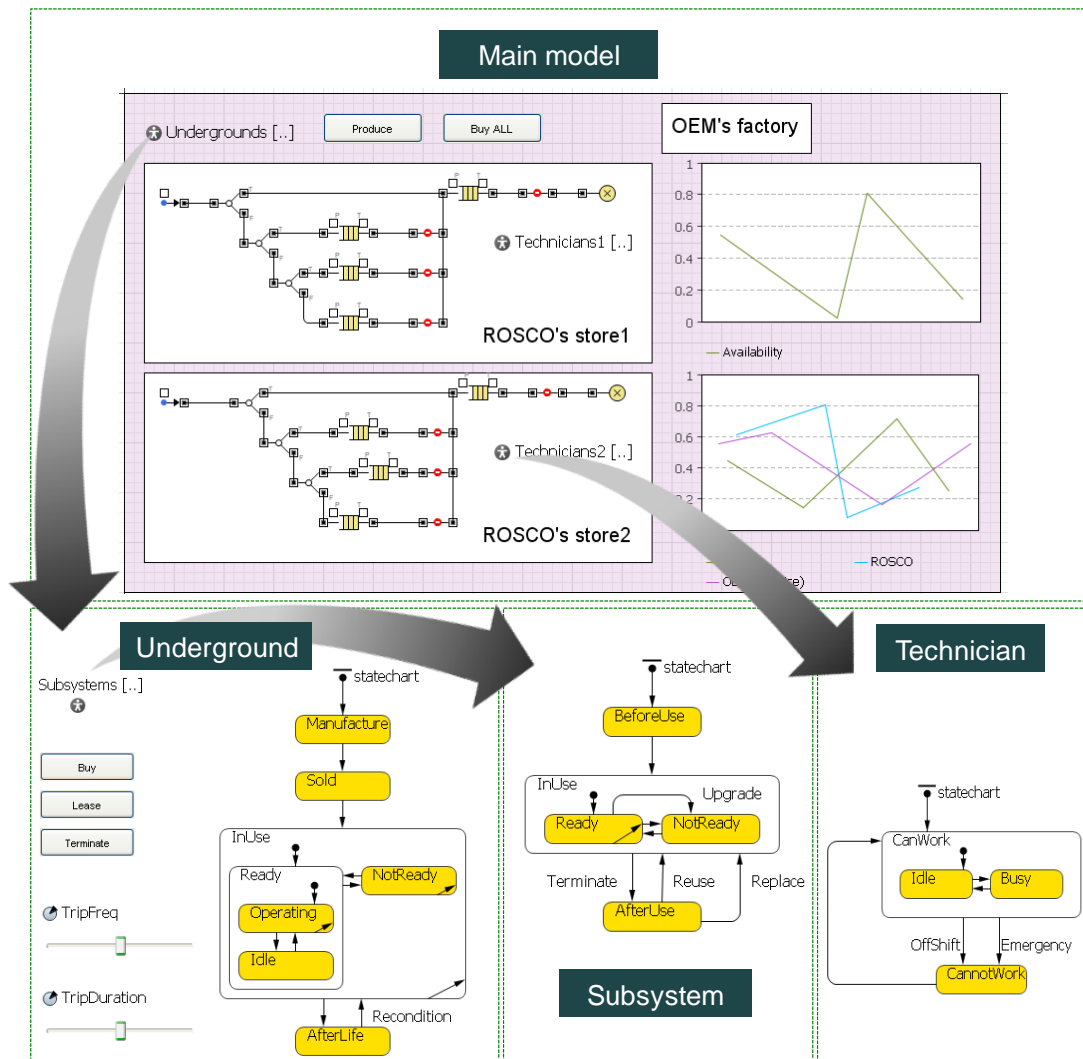 Main model
Undergrounds [..]
Produce
Buy ALL
OEM's factory
T
F
P T
T
F
P T
Technicians1 [..]
T
F
P T
P T
ROSCO's store1
1
0.8
0.6
0.4
0.2
0
Availability
T
F
P T
T
F
P T
Technicians2 [..]
T
F
P T
P T
ROSCO's store2
1
0.8
0.6
0.4
0.2
ROSCO
Underground
Subsystems [..]
Buy
Lease
Terminate
TripFreq
TripDuration
statechart
Manufacture
Sold
InUse
Ready
NotReady
Operating
Idle
Recondition
AfterLife
statechart
BeforeUse
InUse
Upgrade
Ready
NotReady
Terminate
Reuse
Replace
AfterUse
Subsystem
Technician
statechart
CanWork
Idle
Busy
OffShift
Emergency
CannotWork